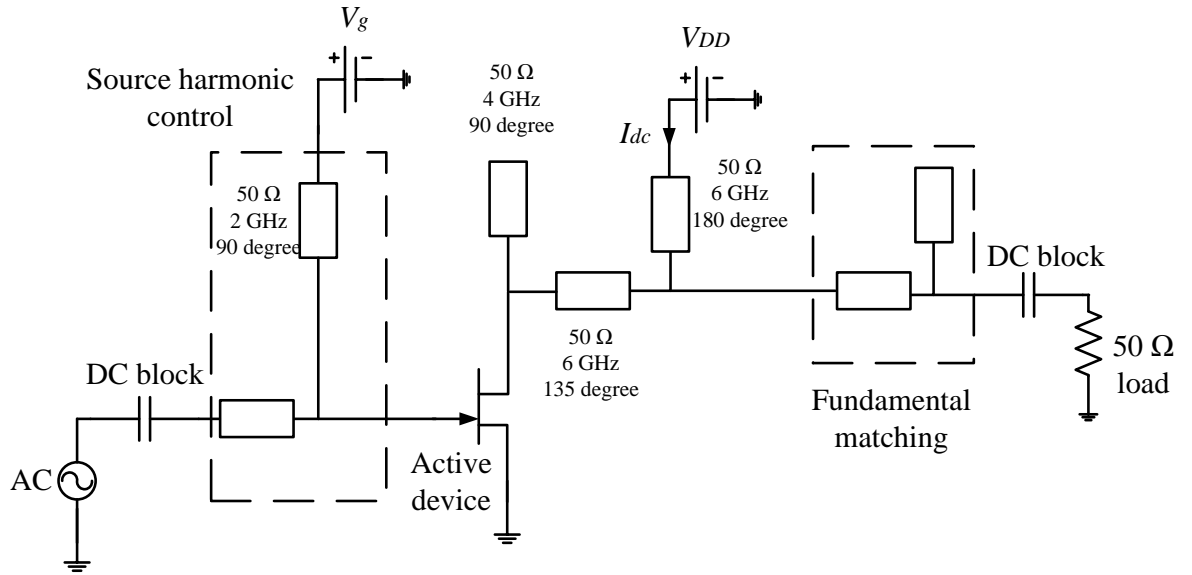 Vg
+ −
Source harmonic
control
50 Ω
2 GHz
90 degree
50 Ω
4 GHz
90 degree
VDD
+ −
Idc
50 Ω
6 GHz
180 degree
DC block
50 Ω
6 GHz
135 degree
50 Ω
load
Fundamental
matching
DC block
AC
Active
device